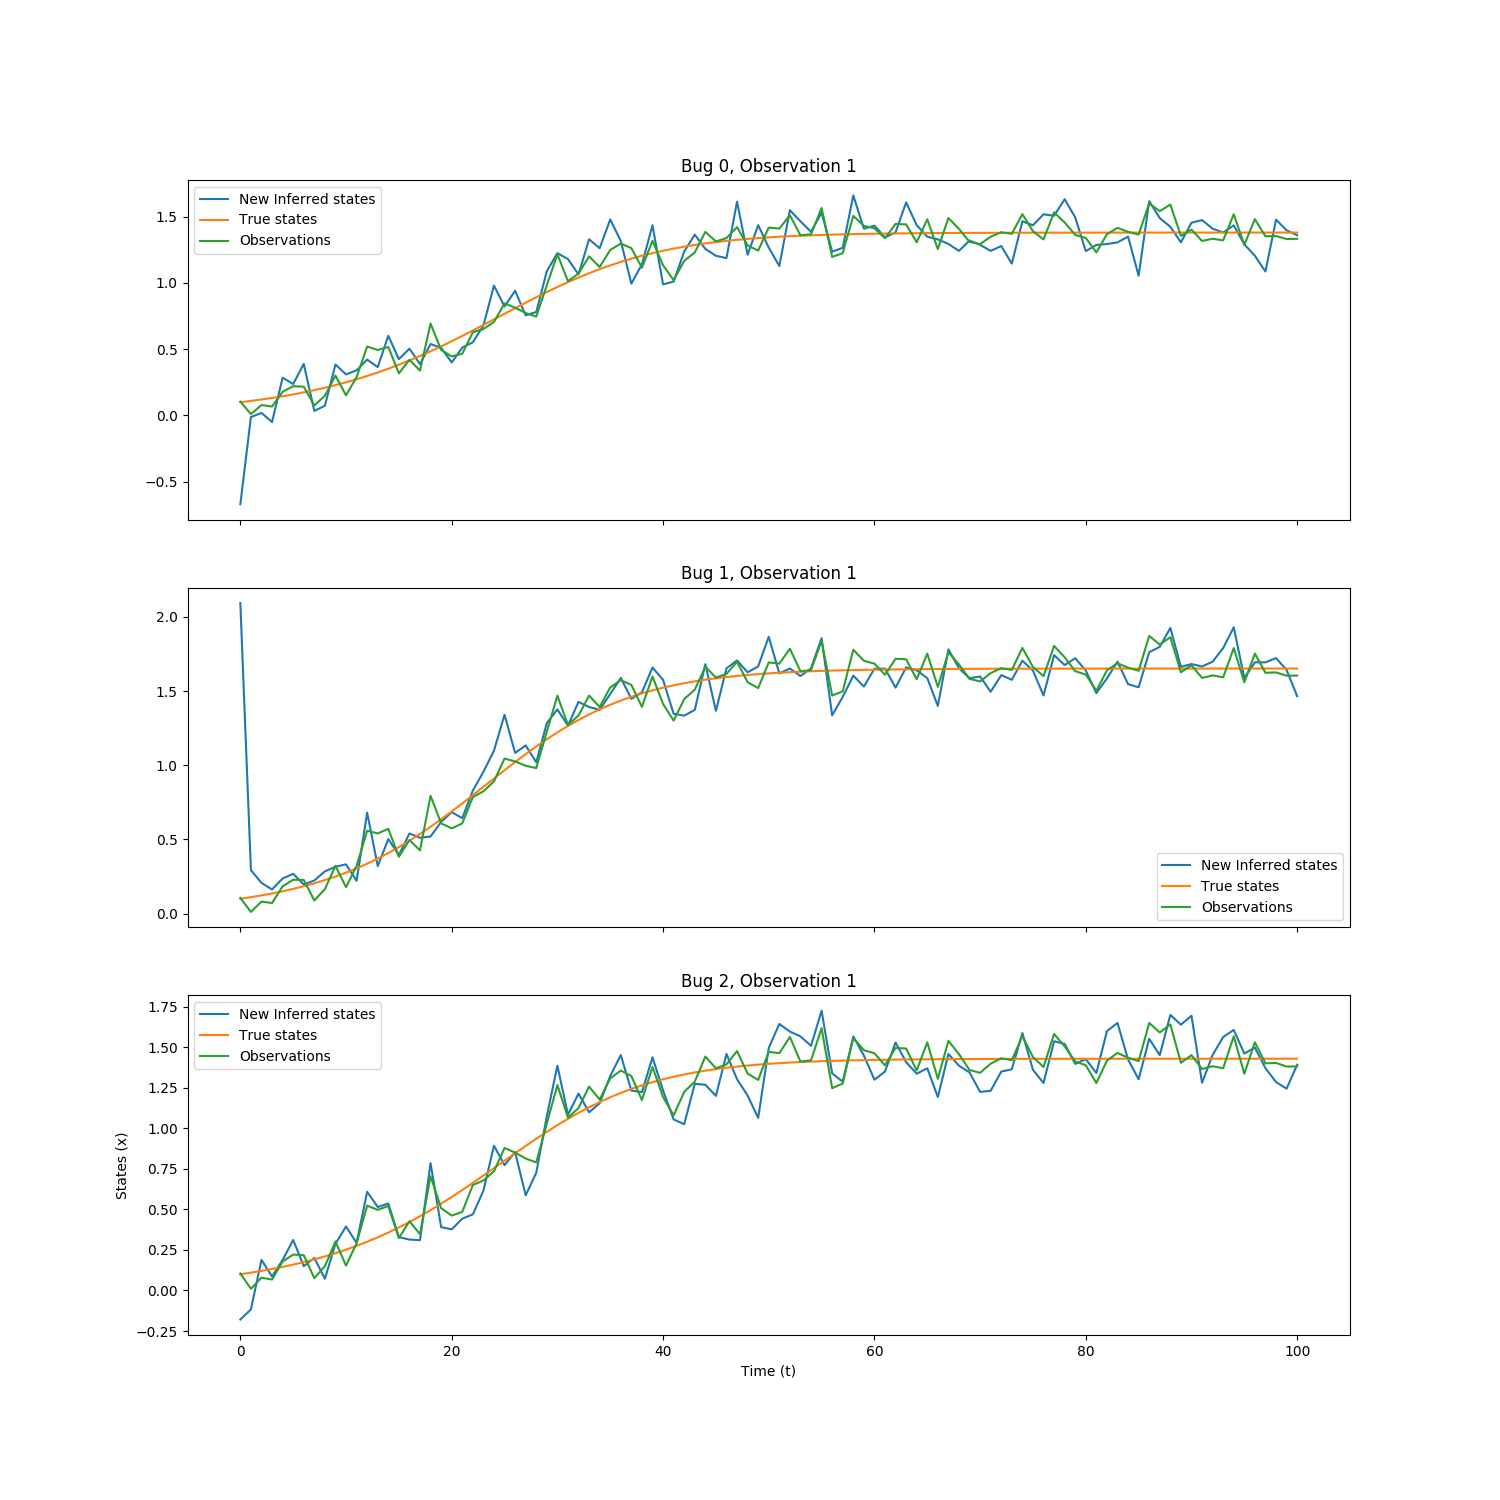 Bug 0, Observation 1
New Inferred states
True states
Observations
1.5
1.0
0.5
0.0
−0.5
Bug 1, Observation 1
2.0
1.5
1.0
0.5
0.0
New Inferred states
True states
Observations
Bug 2, Observation 1
New Inferred states
True states
Observations
1.75
1.50
1.25
1.00
0.75
0.50
0.25
0.00
−0.25
States (x)
0 20 40 60 80 100
Time (t)